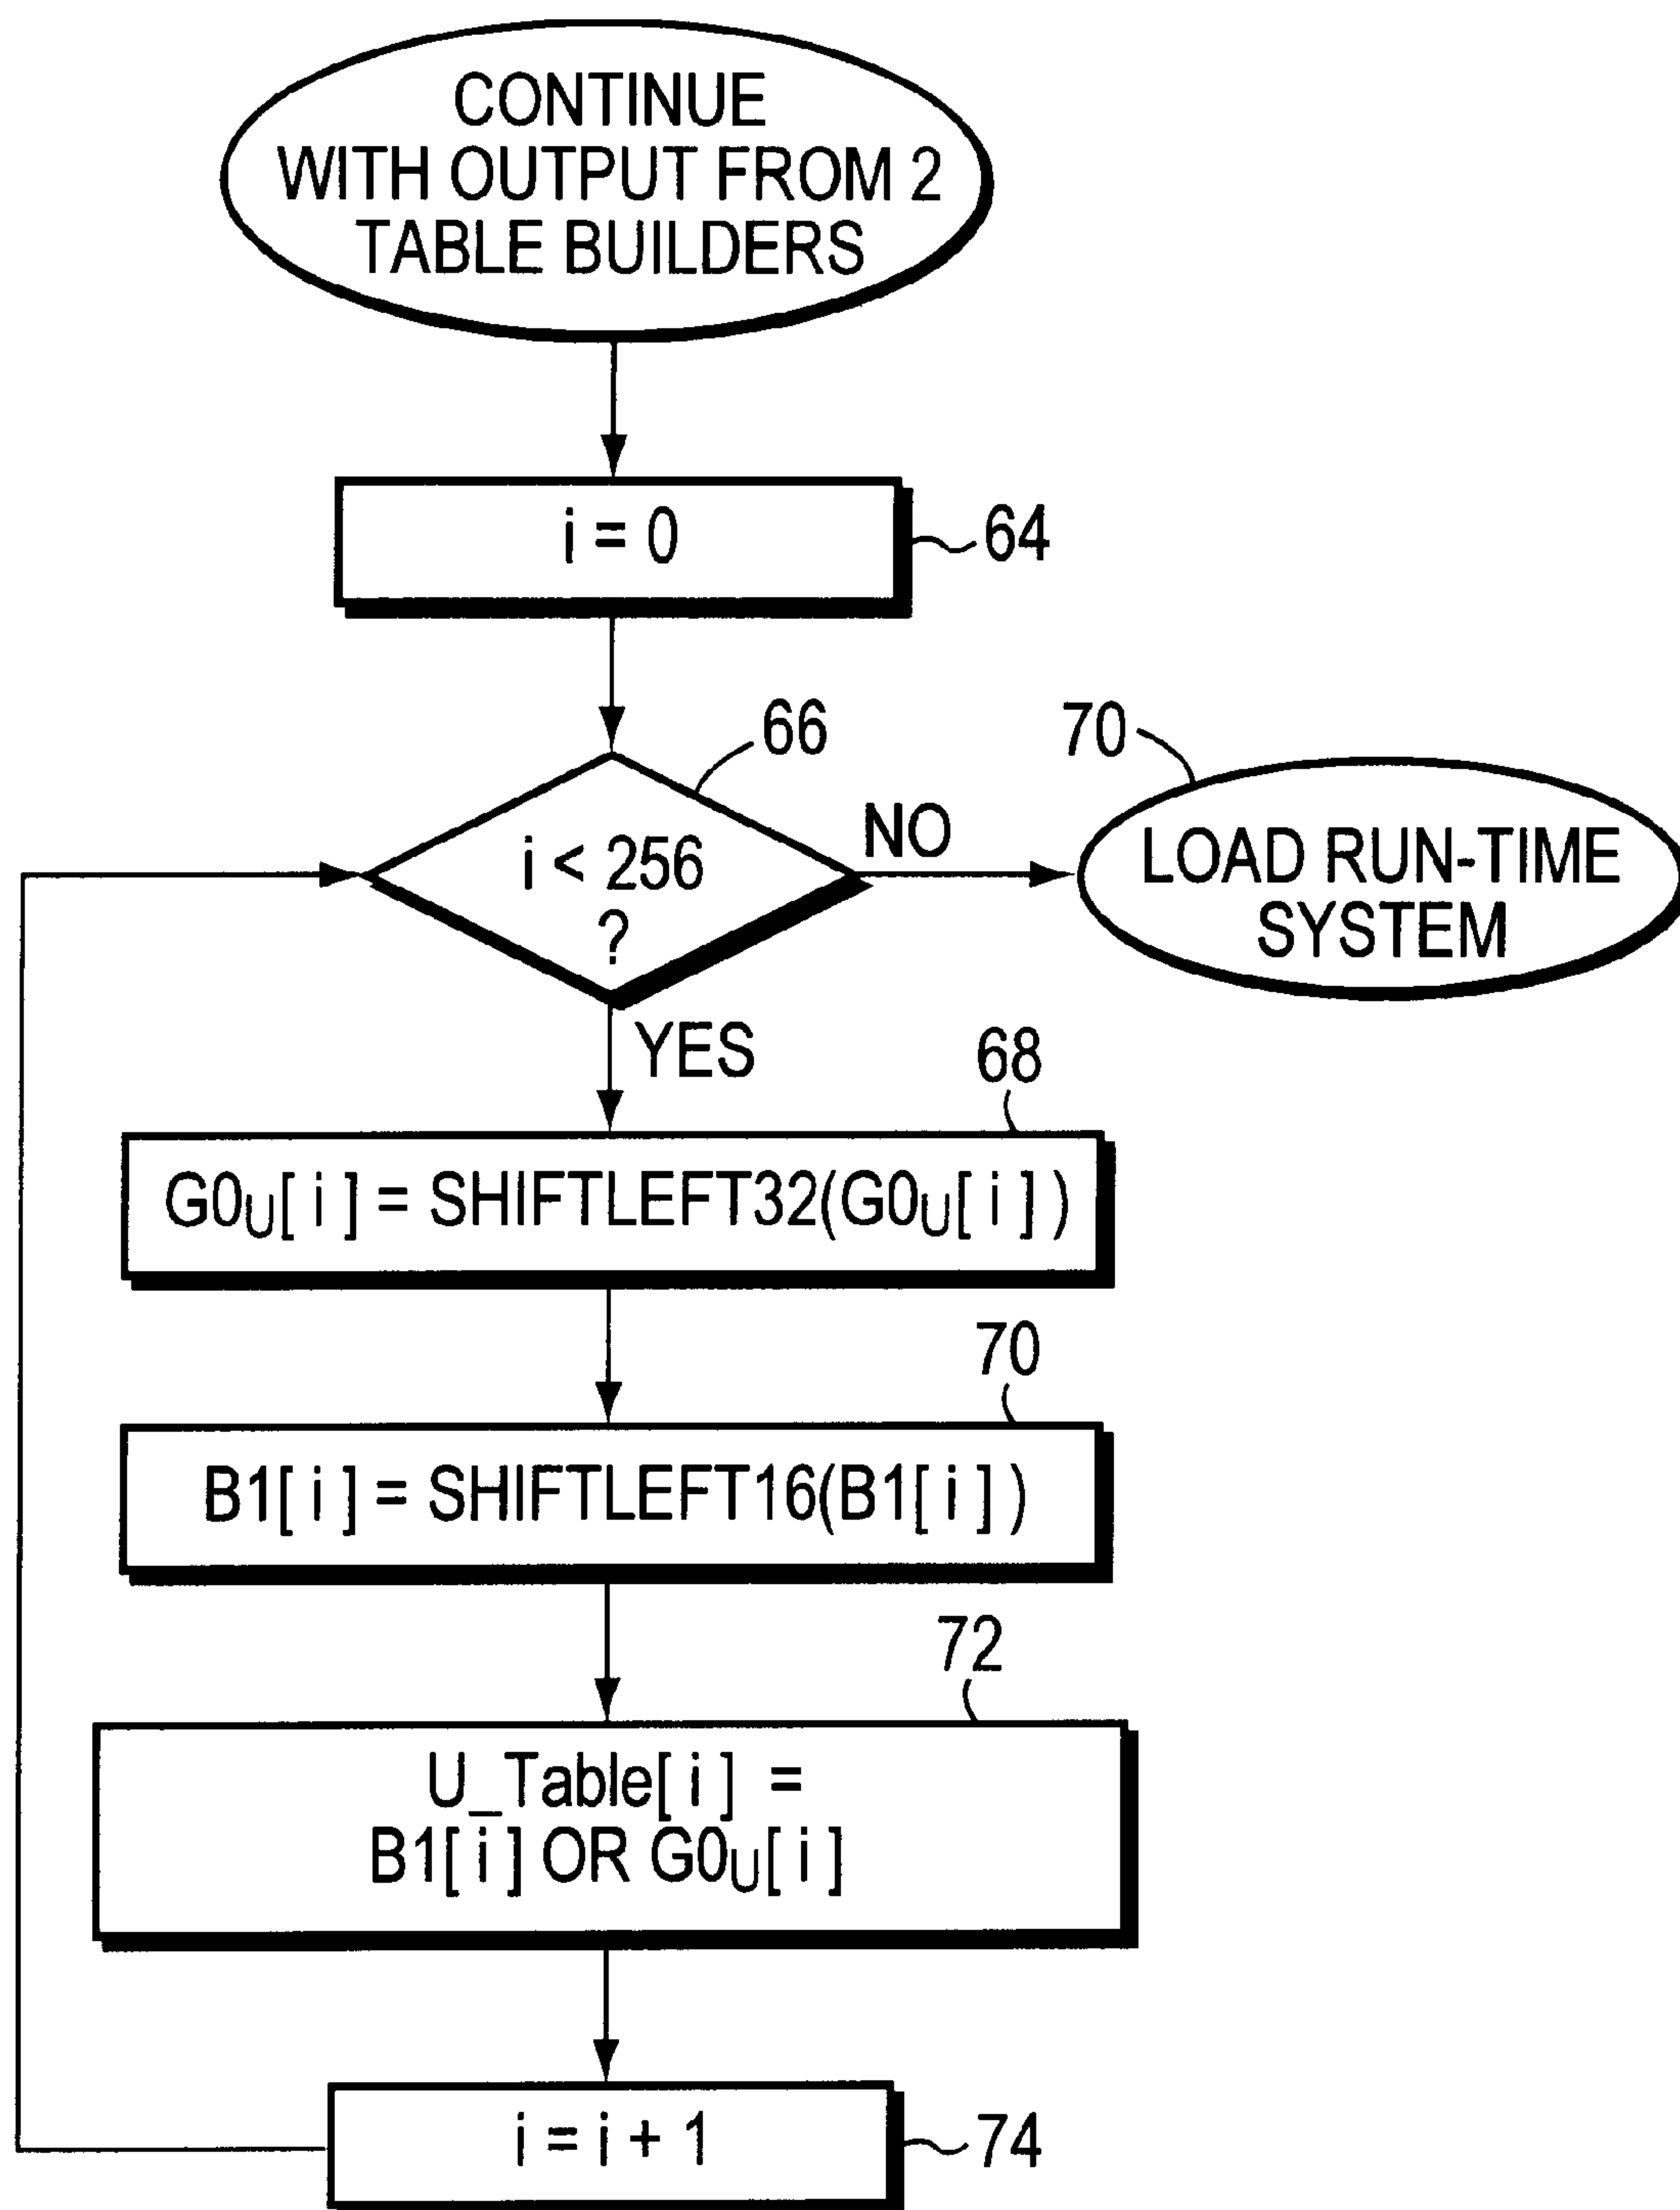 CONTINUE
WITH OUTPUT FROM 2
TABLE BUILDERS
i = 0
64
66
i < 256
?
NO
70
LOAD RUN-TIME
SYSTEM
YES
68
G0U[ i ] = SHIFTLEFT32(G0U[ i ] )
70
B1[ i ] = SHIFTLEFT16(B1[ i ] )
72
U_Table[ i ] =
B1[ i ] OR G0U[ i ]
i = i + 1
74